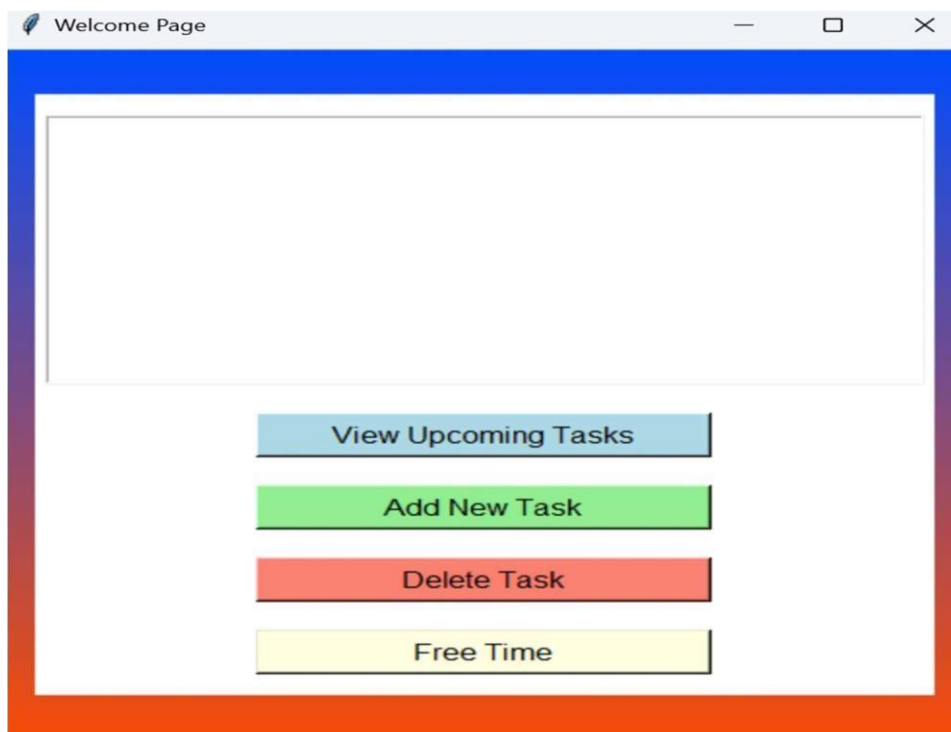 Welcome Page
View Upcoming Tasks
Add New Task
Delete Task
Free Time